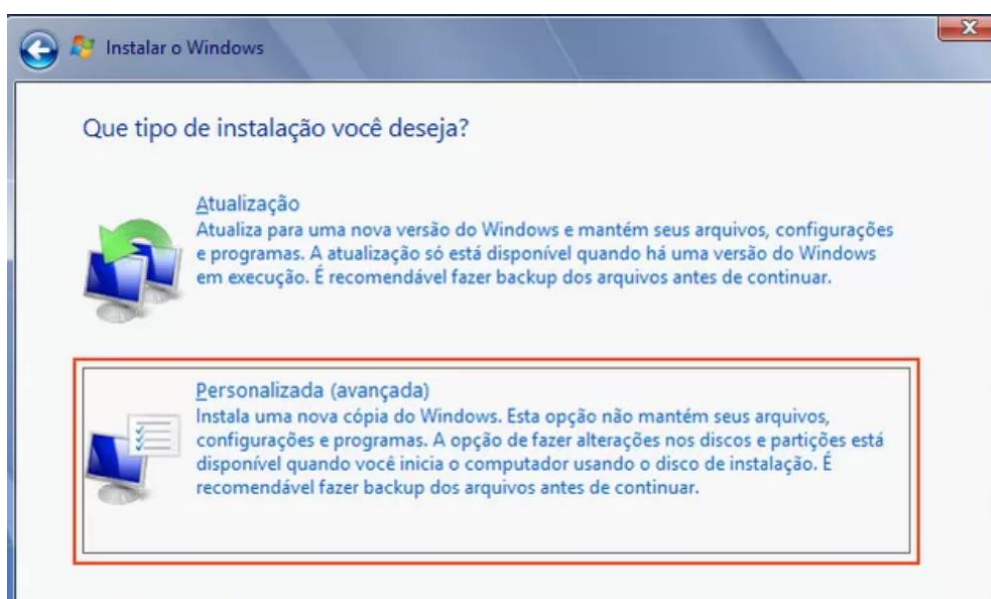 Instalar o Windows
Que tipo de instalação você deseja?
Atualização
Atualiza para uma nova versão do Windows e mantém seus arquivos, configurações
e programas. A atualização só está disponível quando há uma versão do Windows
em execução. É recomendável fazer backup dos arquivos antes de continuar.
Personalizada (avançada)
Instala uma nova cópia do Windows. Esta opção não mantém seus arquivos,
configurações e programas. A opção de fazer alterações nos discos e partições está
disponível quando você inicia o computador usando o disco de instalação. É
recomendável fazer backup dos arquivos antes de continuar.